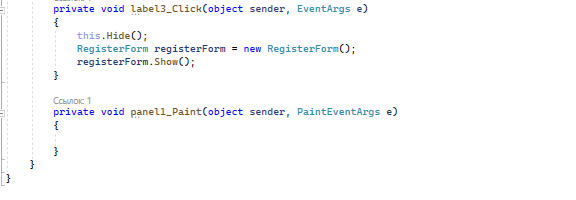 private void label3_Click(object sender, EventArgs e)
{
this.Hide();
RegisterForm registerForm = new RegisterForm();
registerForm.Show();
}
Ссылок: 1
private void panel1_Paint(object sender, PaintEventArgs e)
{
}
}
}